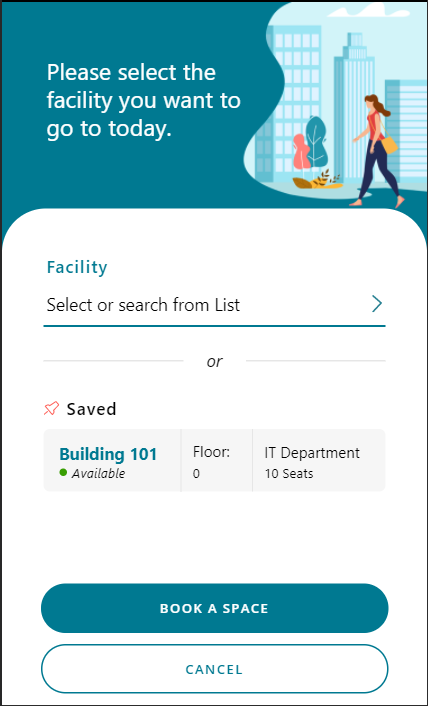 Please select the
facility you want to
go to today.
Facility
Select or search from List
or
Saved
Building 101
Available
Floor:
0
IT Department
10 Seats
BOOK A SPACE
CANCEL